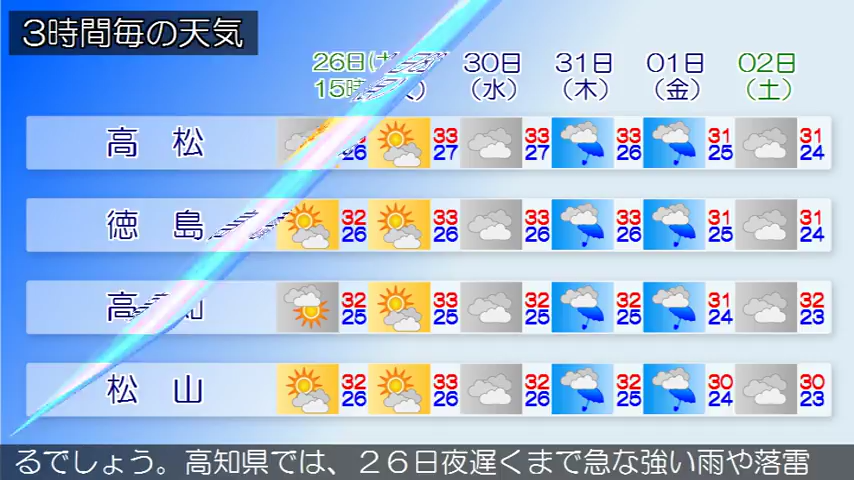 3時間毎の天気
26日 30日 31日 01日 02日
15時 (水) (木) (金) (土)
高松 33 33 33 31 31
26 27 27 26 25 24
徳島 32 33 33 33 31 31
26 26 26 26 25 24
高知 32 33 32 32 31 32
25 25 25 25 24 23
松山 32 33 32 32 30 30
26 26 26 25 24 23
るでしょう。高知県では、２６日夜遅くまで急な強い雨や落雷